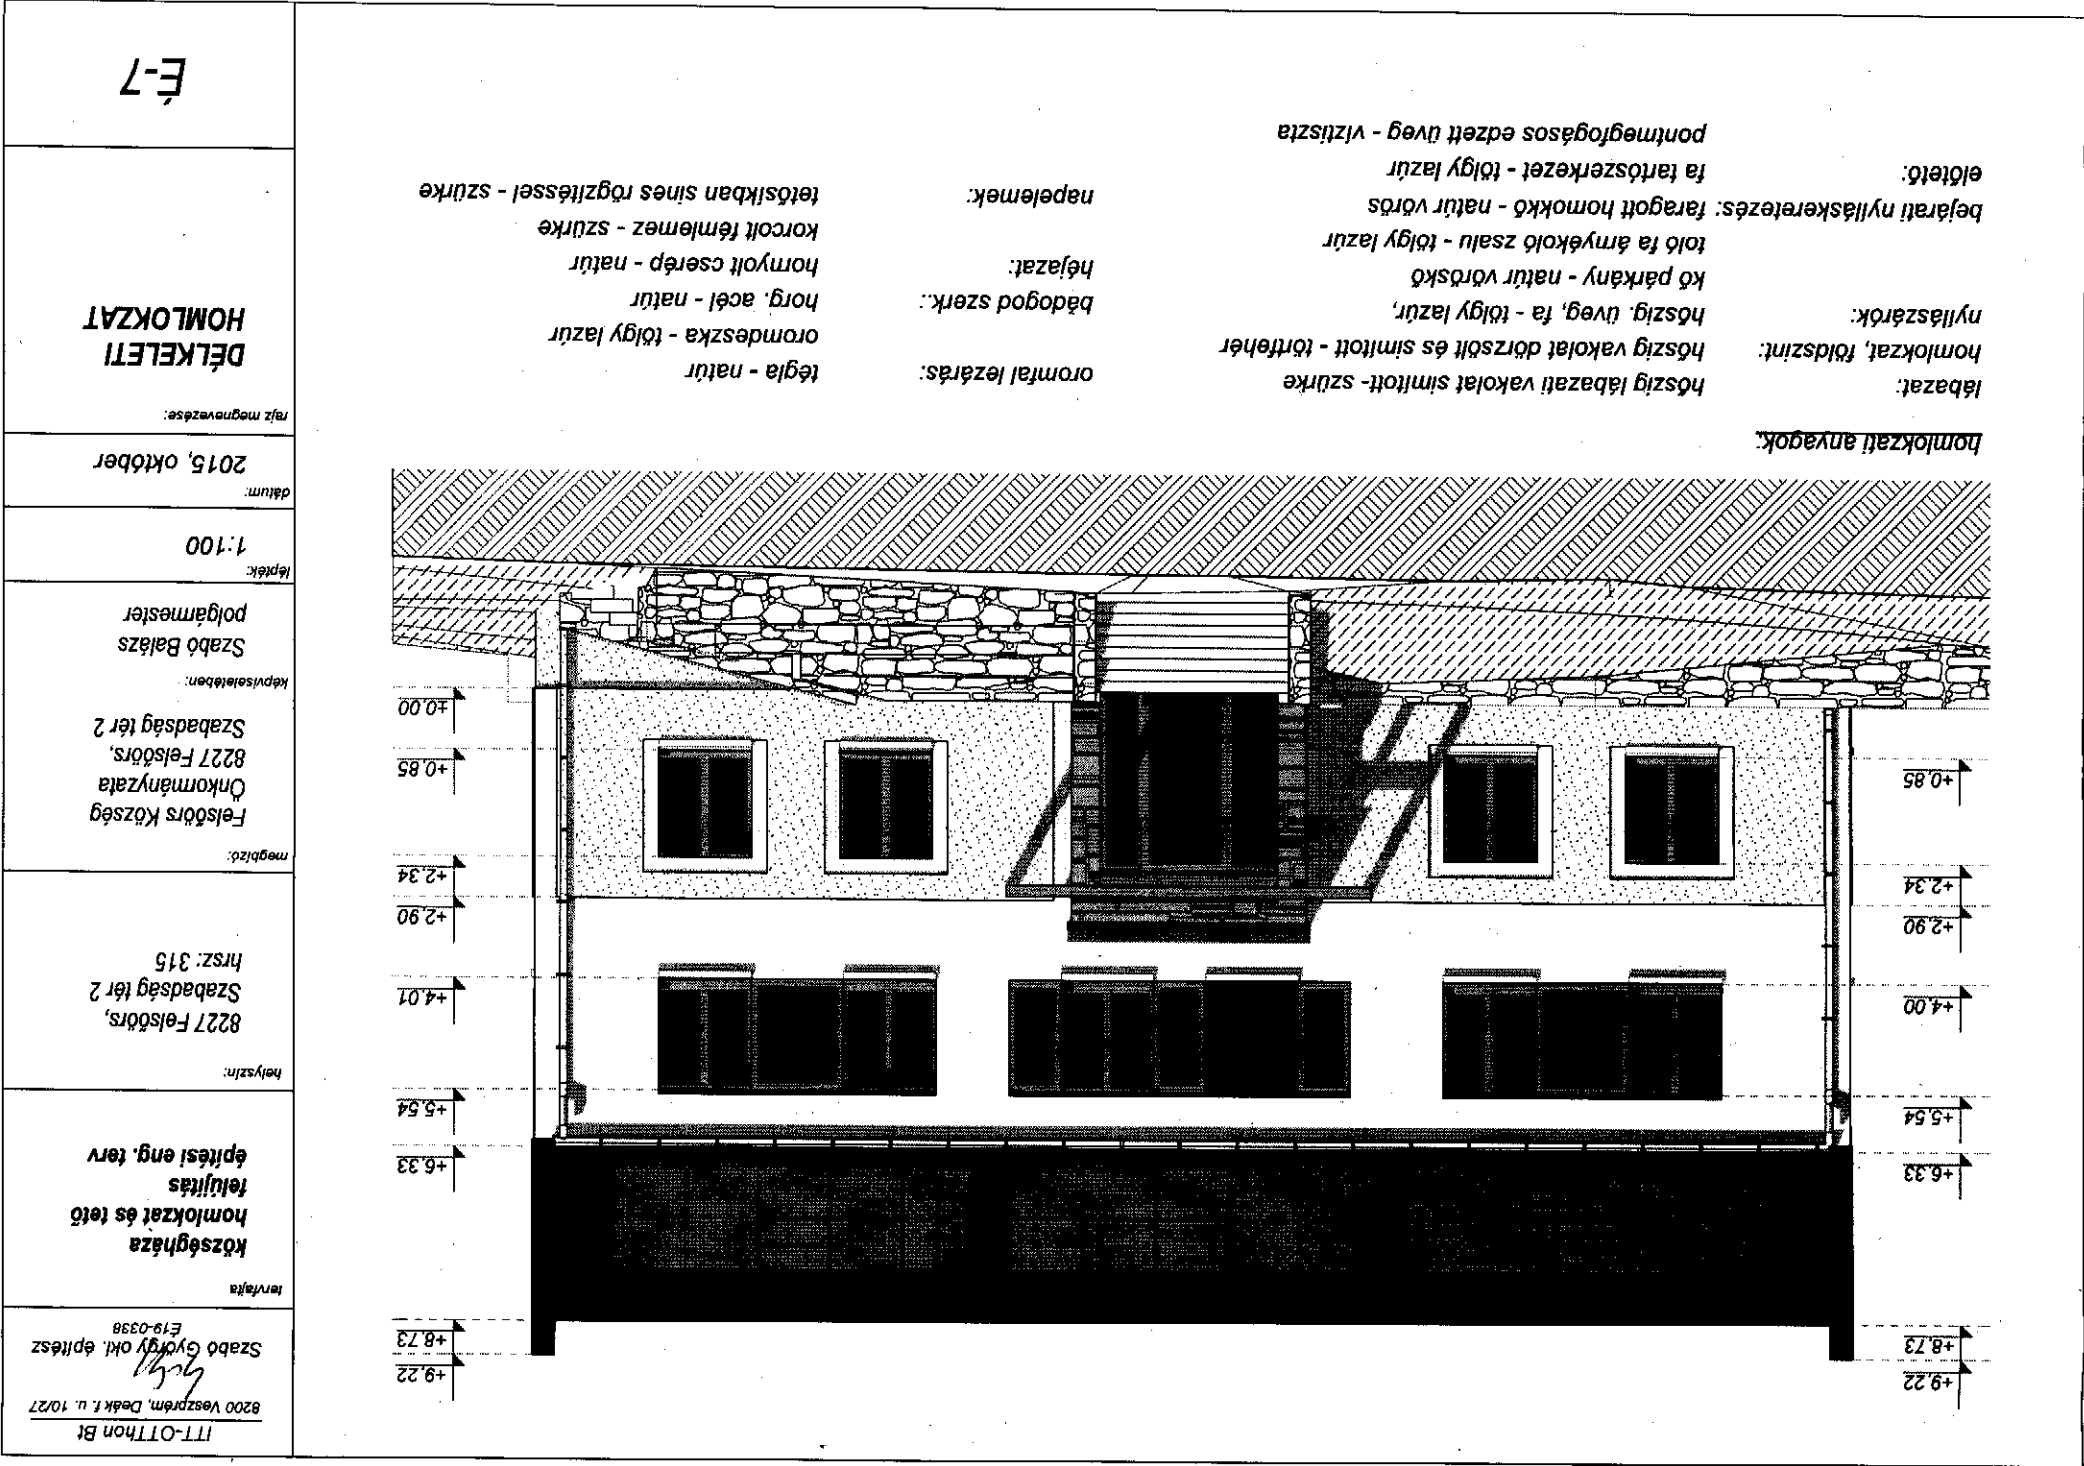 ITT-OTThon Bt
8200 Veszprém, Deák f. u. 10/27
Szabó György okl. építész
É19-0338
tervfajta
községháza
homlokzat és tető
felújítás
építési eng. terv
helyszín:
8227 Felsőörs,
Szabadság tér 2
hrsz: 315
megbízó:
Felsőörs Község
Önkormányzata
8227 Felsőörs,
Szabadság tér 2
képviseletében:
Szabó Balázs
polgármester
lépték:
1:100
dátum:
2015, október
rajz megnevezése:
DÉLKELETI
HOMLOKZAT
É-7
+9.22
+8.73
+6.33
+5.54
+4.00
+2.90
+2.34
+0.85
+9.22
+8.73
+6.33
+5.54
+4.01
+2.90
+2.34
+0.85
±0.00
homlokzati anyagok:
lábazat: hőszig lábazati vakolat simított- szürke
homlokzat, földszint: hőszig vakolat dörzsölt és simított - törtfehér
nyílászárók: hőszig. üveg, fa - tölgy lazúr,
kő párkány - natúr vöröskő
toló fa árnyékoló zsalu - tölgy lazúr
bejárati nyíláskeretezés: faragott homokkő - natúr vörös
előtető: fa tartószerkezet - tölgy lazúr
pontmegfogásos edzett üveg - víztiszta
oromfal lezárás: tégla - natúr
oromdeszka - tölgy lazúr
bádogod szerk.: horg. acél - natúr
héjazat: hornyolt cserép - natúr
korcolt fémlemez - szürke
napelemek: tetősíkban sínes rögzítéssel - szürke